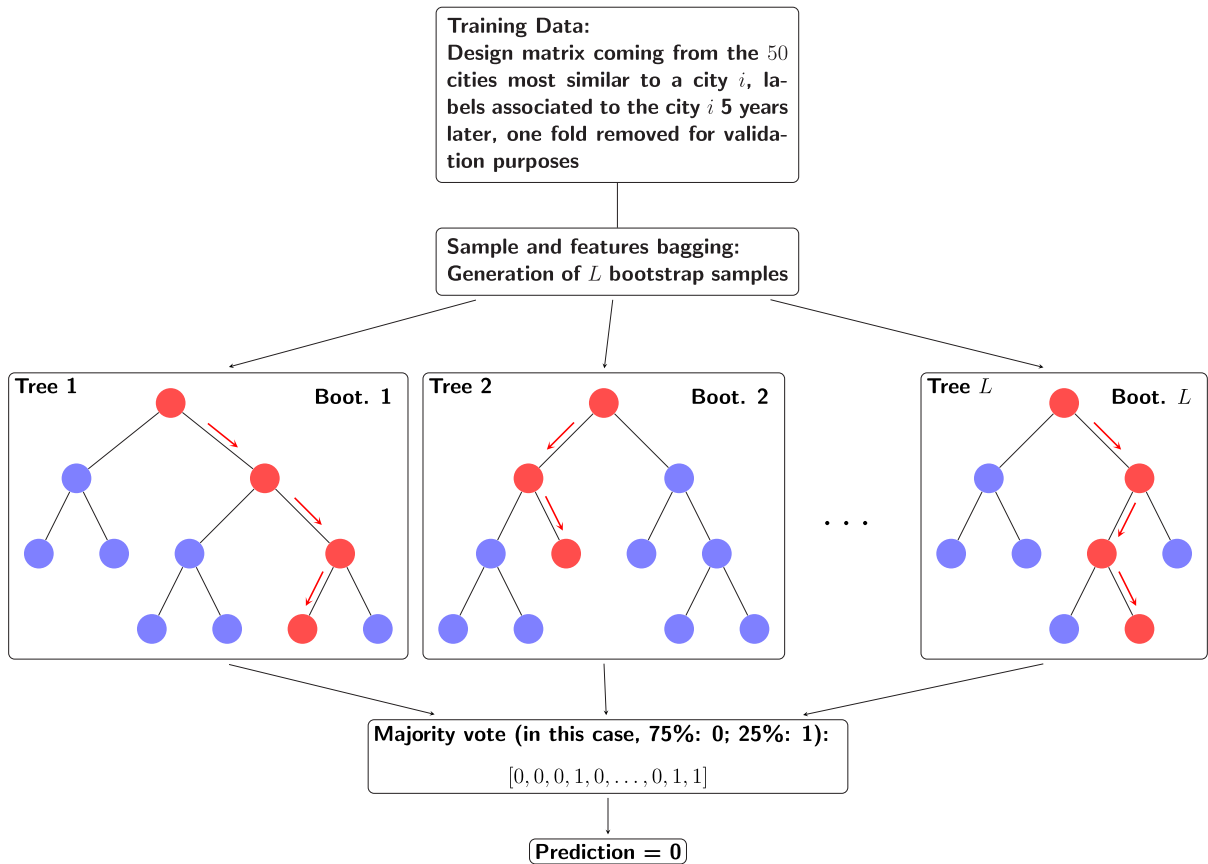 Training Data:
Design matrix coming from the 50
cities most similar to a city i, la-
bels associated to the city i 5 years
later, one fold removed for valida-
tion purposes
Sample and features bagging:
Generation of L bootstrap samples
Tree 1
Boot. 1
Tree 2
Boot. 2
. . .
Tree L
Boot. L
Majority vote (in this case, 75%: 0; 25%: 1):
[0, 0, 0, 1, 0, . . . , 0, 1, 1]
Prediction = 0